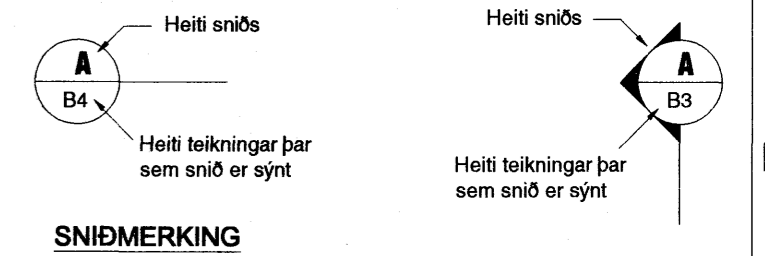 Heiti sniðs
A
B4
Heiti teikningar þar
sem snið er sýnt
Heiti sniðs
A
B3
Heiti teikningar þar
sem snið er sýnt
SNIÐMERKING